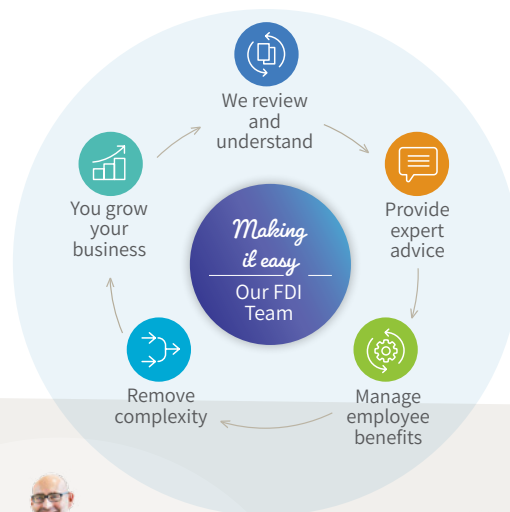 We review
and
understand
Provide
expert
advice
Manage
employee
benefits
Remove
complexity
You grow
your
business
Making
it easy
Our FDI
Team